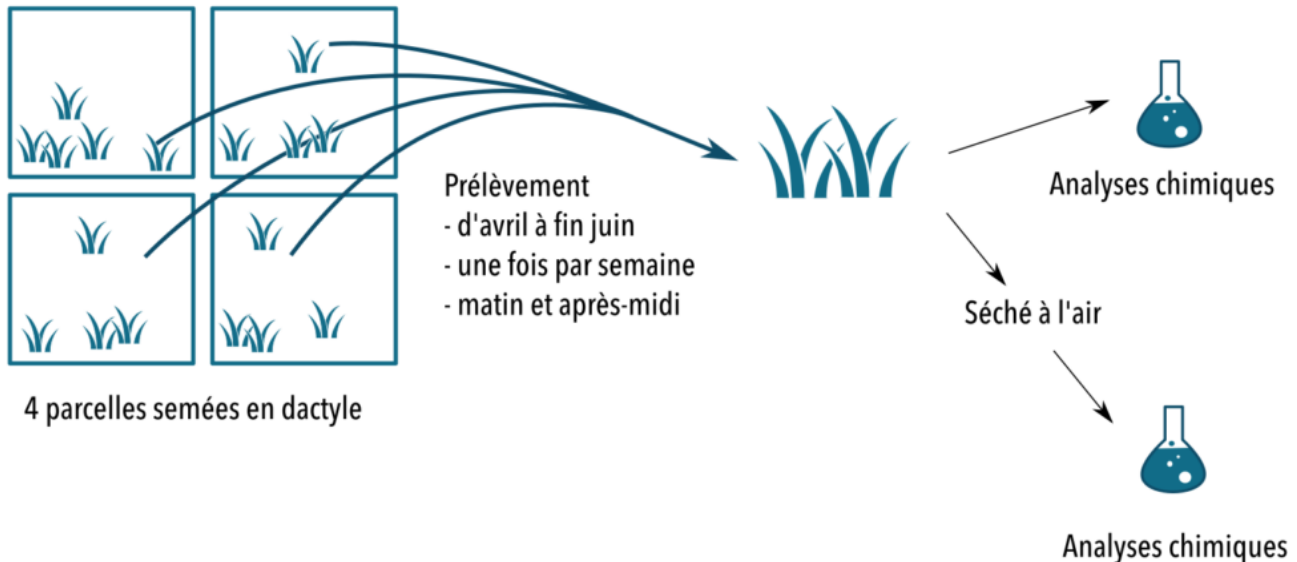 4 parcelles semées en dactyle
Prélèvement
- d'avril à fin juin
- une fois par semaine
- matin et après-midi
Analyses chimiques
Séché à l'air
Analyses chimiques